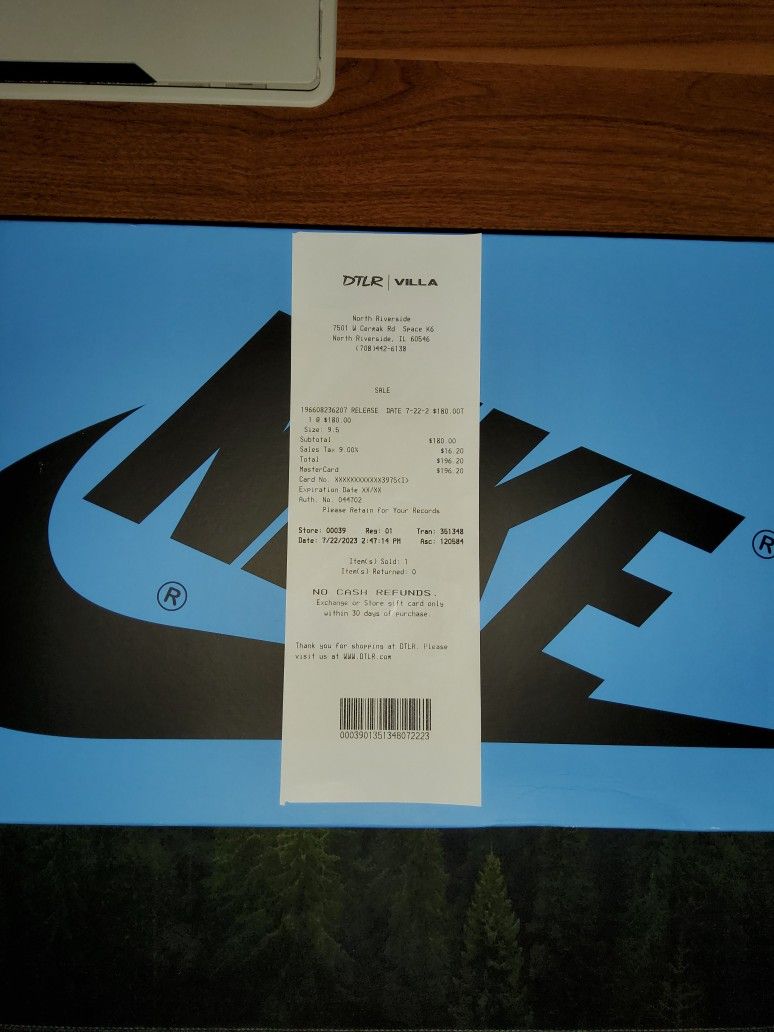 DTLR | VILLA
North Riverside
7501 W Cermak Rd Space K6
North Riverside, IL 60546
(708)442-6138
SALE
196608236207 RELEASE DATE 7-22-2 $180.00T
1 @ $180.00
Size: 9.5
Subtotal $180.00
Sales Tax 9.00% $16.20
Total $196.20
MasterCard $196.20
Card No. XXXXXXXXXXXX3975(I)
Expiration Date XX/XX
Auth. No. 044702
Please Retain for Your Records
Store: 00039 Reg: 01 Tran: 351348
Date: 7/22/2023 2:47:14 PM Asc: 120584
Item(s) Sold: 1
Item(s) Returned: 0
NO CASH REFUNDS.
Exchange or Store gift card only
within 30 days of purchase.
Thank you for shopping at DTLR. Please
visit us at WWW.DTLR.com
0003901351348072223
NIKE
®
®